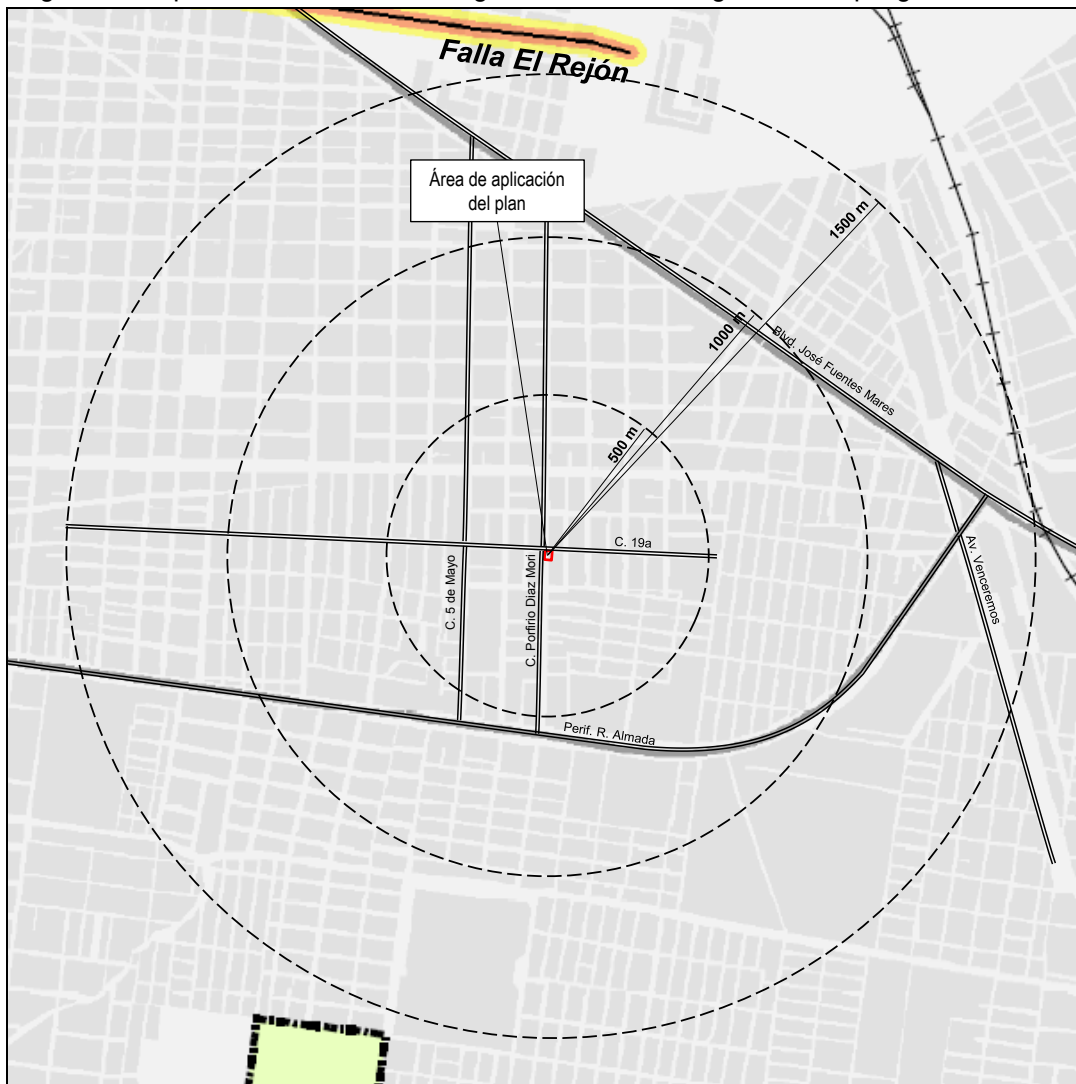 Falla El Rejón
Área de aplicación
del plan
1500 m
1000 m
Blvd. José Fuentes Mares
500 m
C. 19a
C. 5 de Mayo
C. Porfirio Diaz Mori
Av. Venceremos
Perif. R. Almada